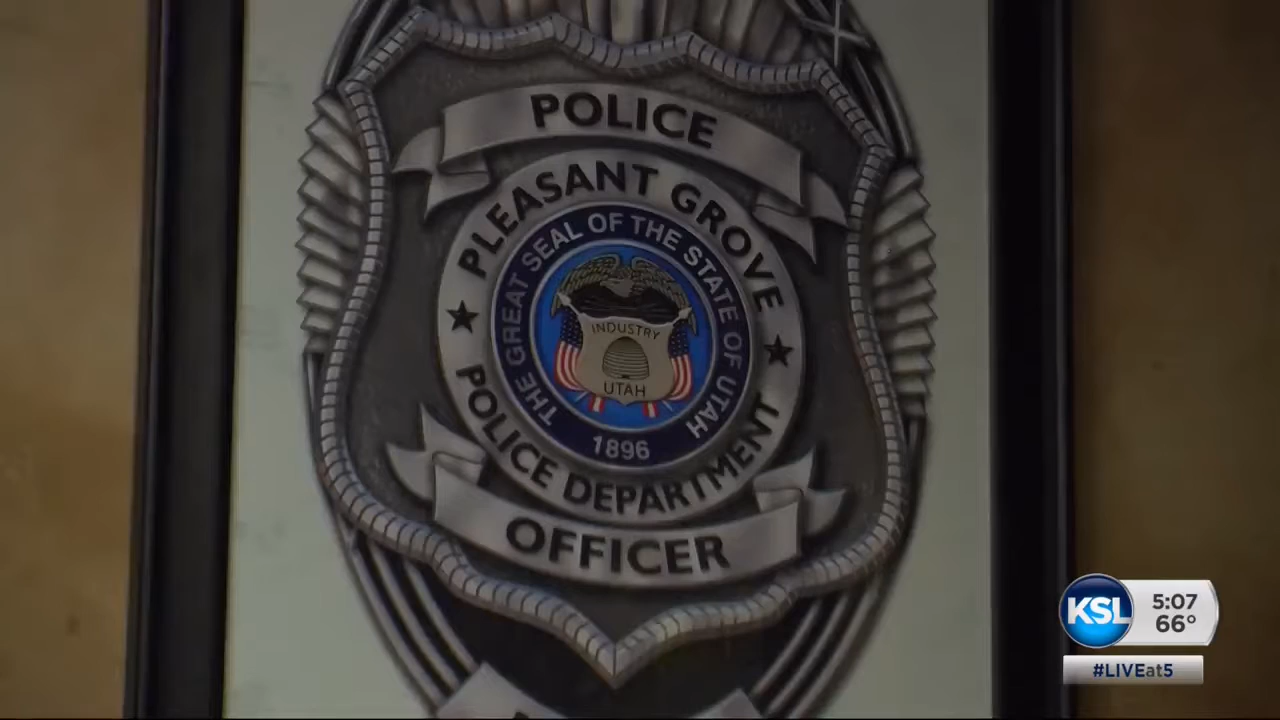 POLICE
PLEASANT GROVE
THE GREAT SEAL OF THE STATE OF UTAH
INDUSTRY
UTAH
1896
POLICE DEPARTMENT
OFFICER
KSL
5:07
66°
#LIVEat5